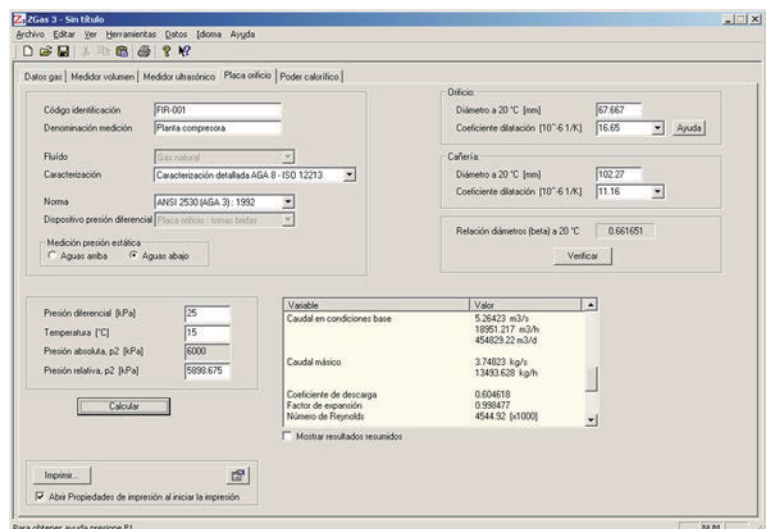 ZGas 3 - Sin título
Archivo Editar Ver Herramientas Datos Idioma Ayuda
Datos gas Medidor volumen Medidor ultrasónico Placa orificio Poder calorífico
Código identificación FIR-001
Denominación medición Planta compresora
Fluído Gas natural
Caracterización Caracterización detallada AGA 8 - ISO 12213
Norma ANSI 2530 (AGA 3) : 1992
Dispositivo presión diferencial Placa orificio : tomas bridas
Medición presión estática
Aguas arriba Aguas abajo
Orificio:
Diámetro a 20 °C [mm] 67.667
Coeficiente dilatación [10^-6 1/K] 16.65 Ayuda
Cañería:
Diámetro a 20 °C [mm] 102.27
Coeficiente dilatación [10^-6 1/K] 11.16
Relación diámetros (beta) a 20 °C 0.661651
Verificar
Presión diferencial [kPa] 25
Temperatura [°C] 15
Presión absoluta, p2 [kPa] 6000
Presión relativa, p2 [kPa] 5898.675
Calcular
Variable Valor
Caudal en condiciones base 5.26423 m3/s
18951.217 m3/h
454829.22 m3/d
Caudal másico 3.74823 kg/s
13493.628 kg/h
Coeficiente de descarga 0.604618
Factor de expansión 0.998477
Número de Reynolds 4544.92 [x1000]
Mostrar resultados resumidos
Imprimir...
Abrir Propiedades de impresión al iniciar la impresión
Para obtener ayuda presione F1
NUM